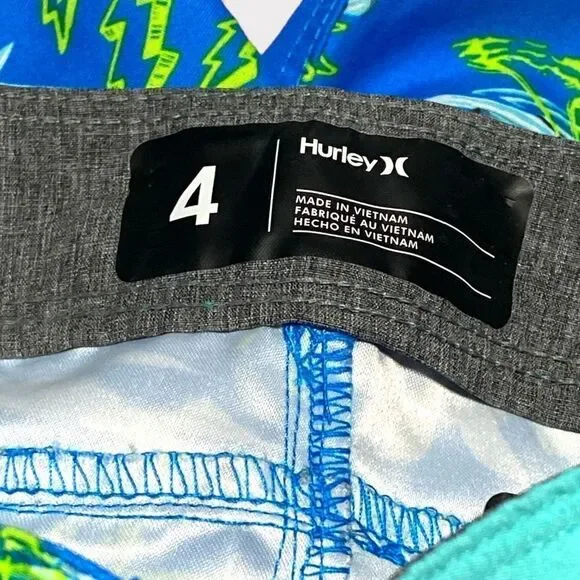 4
Hurley
MADE IN VIETNAM
FABRIQUÉ AU VIETNAM
HECHO EN VIETNAM